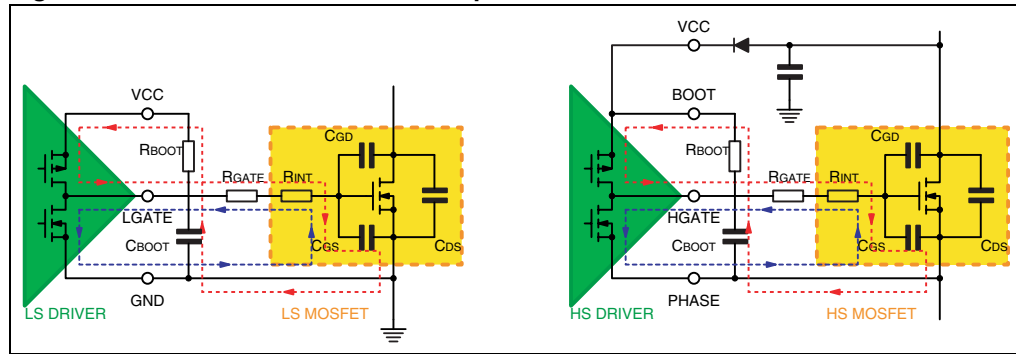 VCC
RBOOT
CGD
RGATE
RINT
LGATE
CBOOT
CGS
CDS
GND
LS DRIVER
LS MOSFET
VCC
BOOT
RBOOT
CGD
RGATE
RINT
HGATE
CBOOT
CGS
CDS
PHASE
HS DRIVER
HS MOSFET